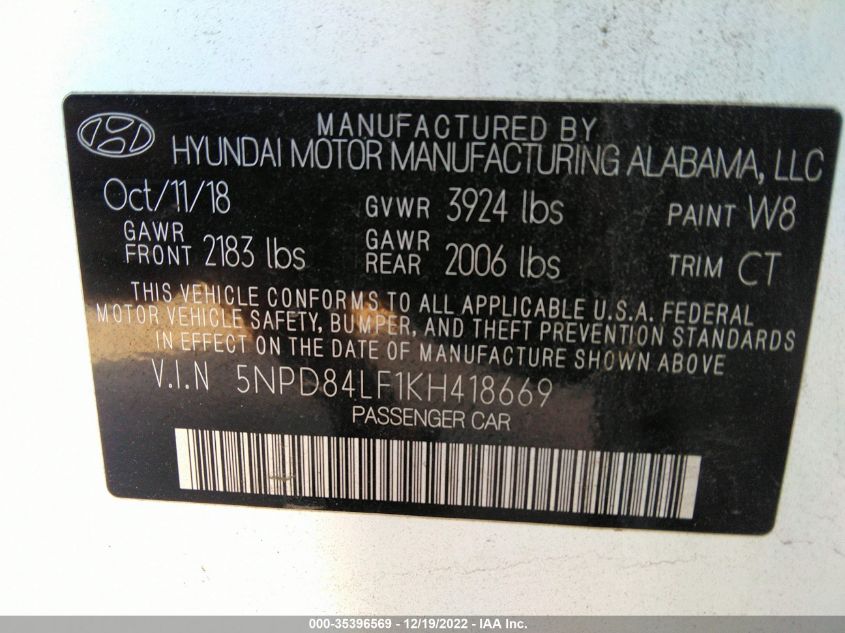 MANUFACTURED BY
HYUNDAI MOTOR MANUFACTURING ALABAMA, LLC
Oct/11/18 GVWR 3924 lbs PAINT W8
GAWR FRONT 2183 lbs GAWR REAR 2006 lbs TRIM CT
THIS VEHICLE CONFORMS TO ALL APPLICABLE U.S.A. FEDERAL
MOTOR VEHICLE SAFETY, BUMPER, AND THEFT PREVENTION STANDARDS
IN EFFECT ON THE DATE OF MANUFACTURE SHOWN ABOVE
V.I.N 5NPD84LF1KH418669
PASSENGER CAR
000-35396569 - 12/19/2022 - IAA Inc.